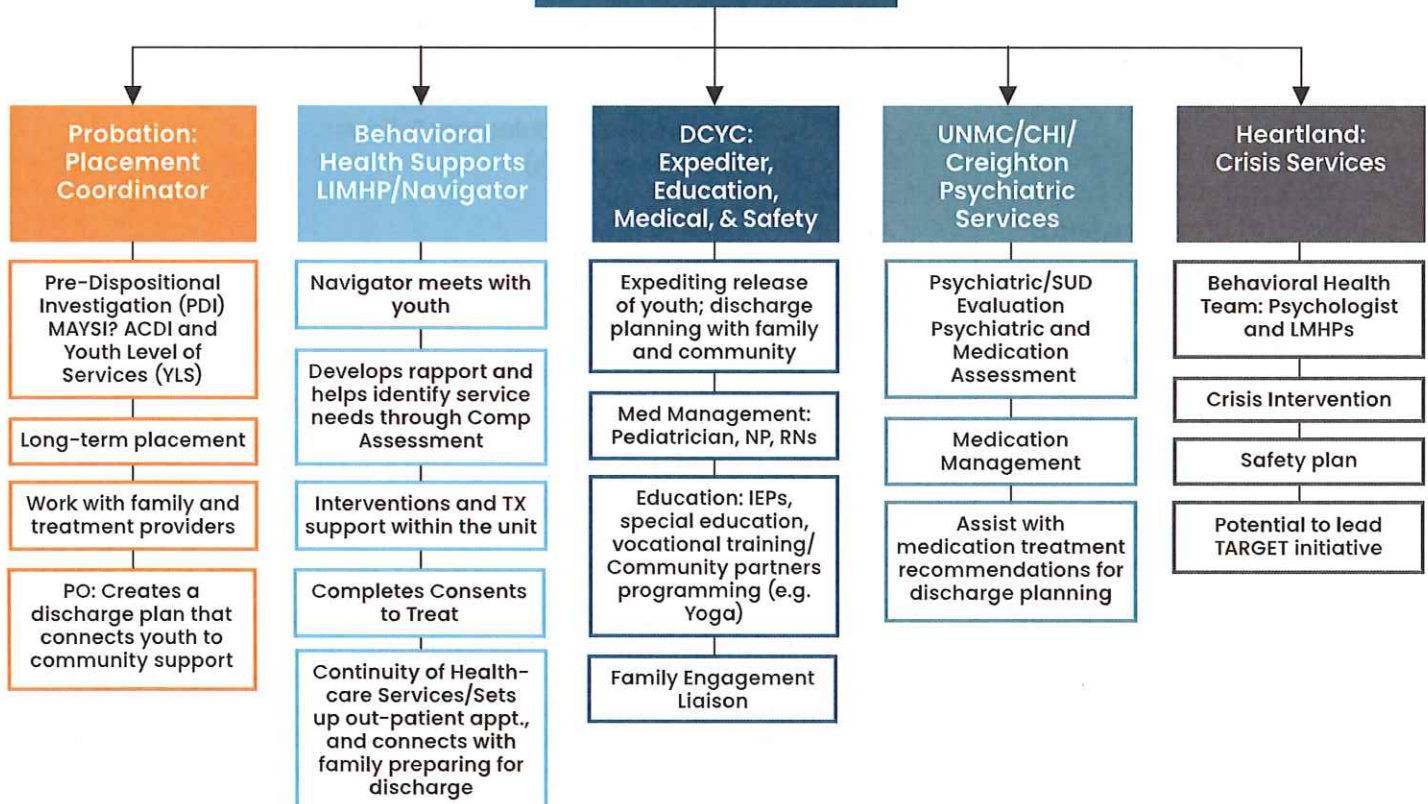 Probation:
Placement
Coordinator
Pre-Dispositional
Investigation (PDI)
MAYSI? ACDI and
Youth Level of
Services (YLS)
Long-term placement
Work with family and
treatment providers
PO: Creates a
discharge plan that
connects youth to
community support
Behavioral
Health Supports
LIMHP/Navigator
Navigator meets with
youth
Develops rapport and
helps identify service
needs through Comp
Assessment
Interventions and TX
support within the unit
Completes Consents
to Treat
Continuity of Health-
care Services/Sets
up out-patient appt.,
and connects with
family preparing for
discharge
DCYC:
Expediter,
Education,
Medical, & Safety
Expediting release
of youth; discharge
planning with family
and community
Med Management:
Pediatrician, NP, RNs
Education: IEPs,
special education,
vocational training/
Community partners
programming (e.g.
Yoga)
Family Engagement
Liaison
UNMC/CHI/
Creighton
Psychiatric
Services
Psychiatric/SUD
Evaluation
Psychiatric and
Medication
Assessment
Medication
Management
Assist with
medication treatment
recommendations for
discharge planning
Heartland:
Crisis Services
Behavioral Health
Team: Psychologist
and LMHPs
Crisis Intervention
Safety plan
Potential to lead
TARGET initiative